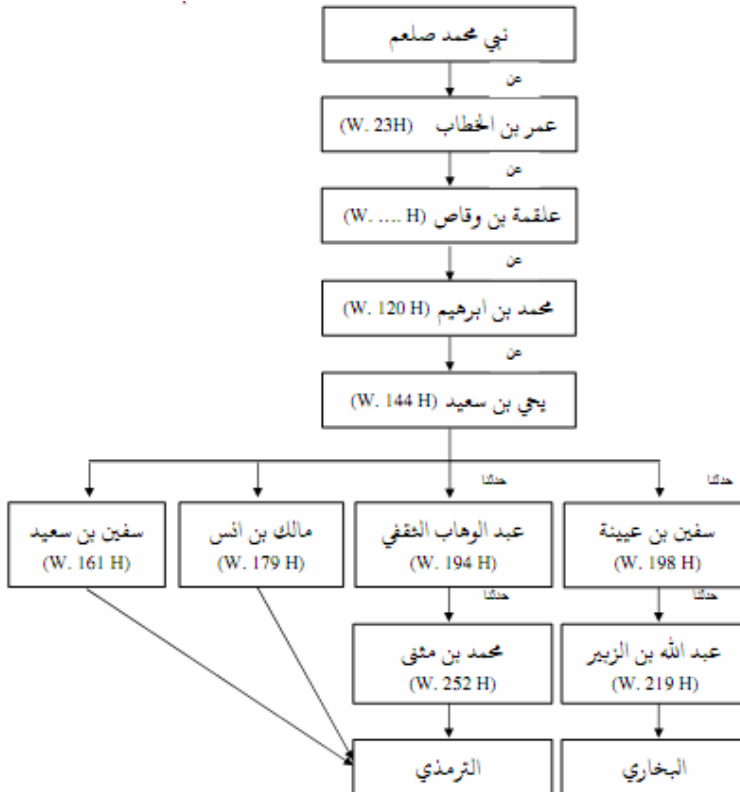 نبي محمد صلعم
عن
عمر بن الخطاب (W. 23H)
عن
علقمة بن وقاص (W. .... H)
عن
محمد بن ابرهيم (W. 120 H)
عن
يحي بن سعيد (W. 144 H)
حدثنا
حدثنا
سفين بن عيينة
(W. 198 H)
عبد الوهاب الثقفي
(W. 194 H)
مالك بن انس
(W. 179 H)
سفين بن سعيد
(W. 161 H)
حدثنا
حدثنا
عبد الله بن الزبير
(W. 219 H)
محمد بن مثنى
(W. 252 H)
البخاري
الترمذي